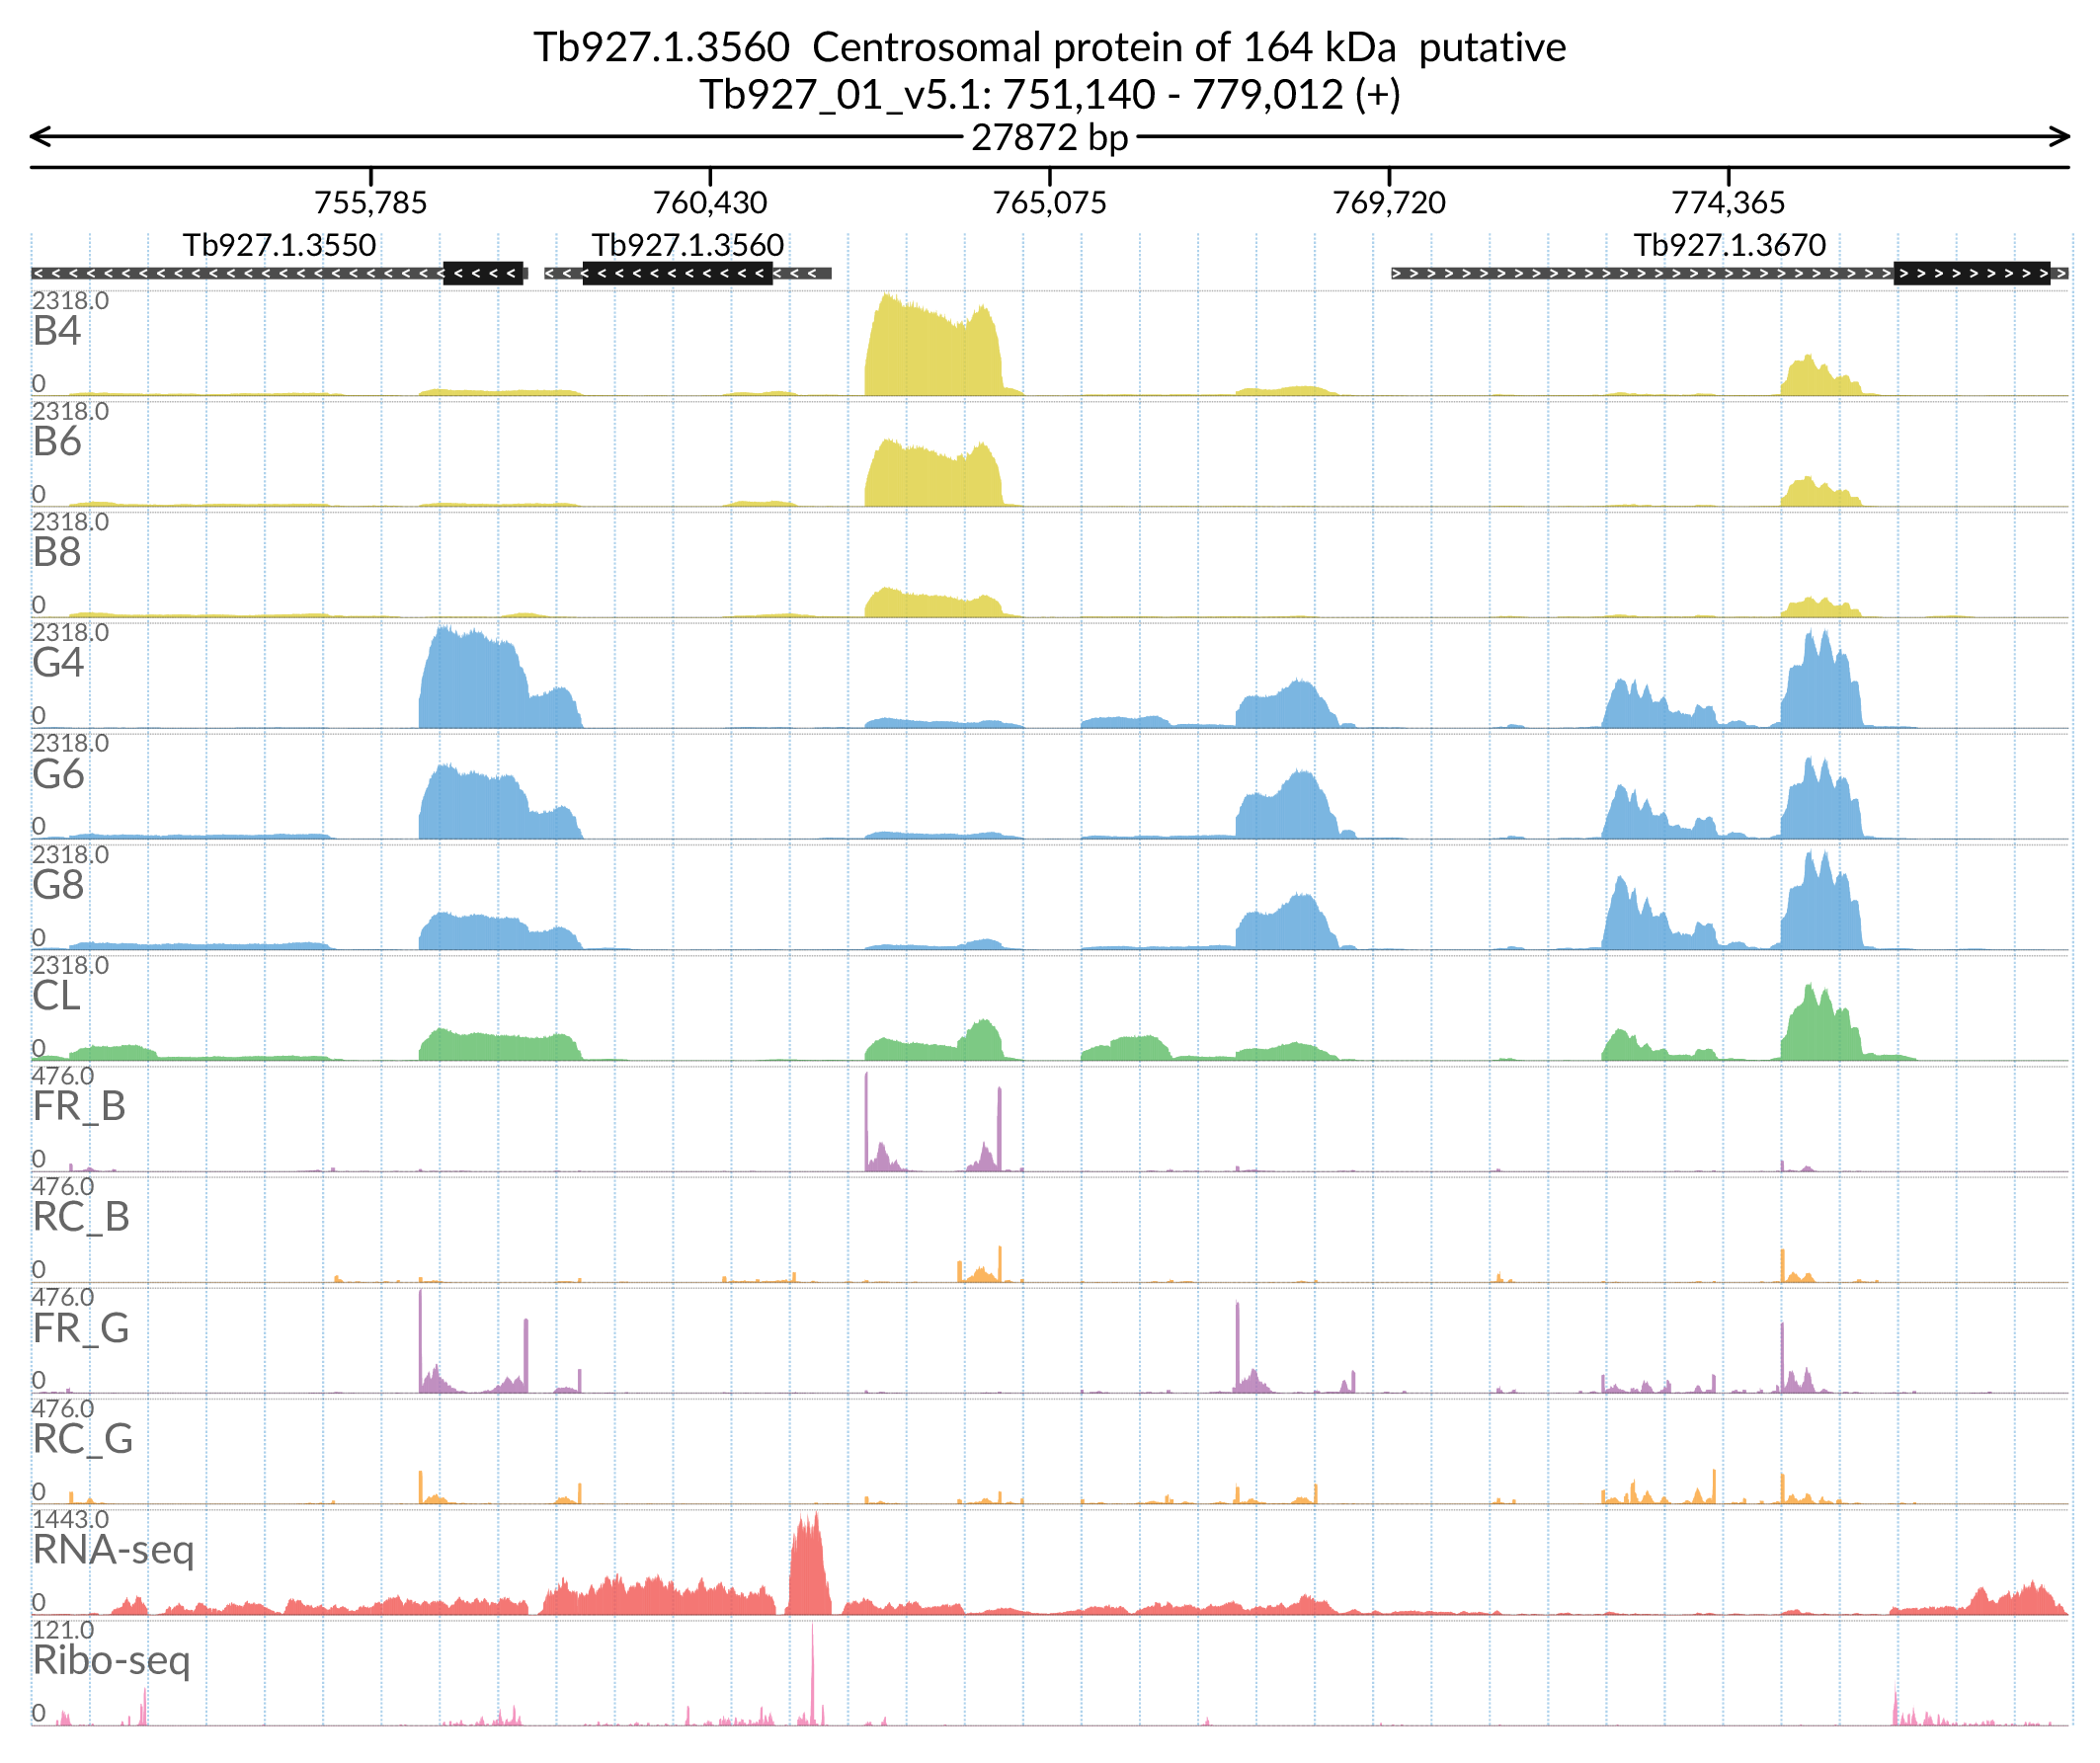 Tb927.1.3560  Centrosomal protein of 164 kDa  putative
Tb927_01_v5.1: 751,140 - 779,012 (+)
27872 bp
755,785 760,430 765,075 769,720 774,365
Tb927.1.3550 Tb927.1.3560 Tb927.1.3670
2318.0
B4
0
2318.0
B6
0
2318.0
B8
0
2318.0
G4
0
2318.0
G6
0
2318.0
G8
0
2318.0
CL
0
476.0
FR_B
0
476.0
RC_B
0
476.0
FR_G
0
476.0
RC_G
0
1443.0
RNA-seq
0
121.0
Ribo-seq
0